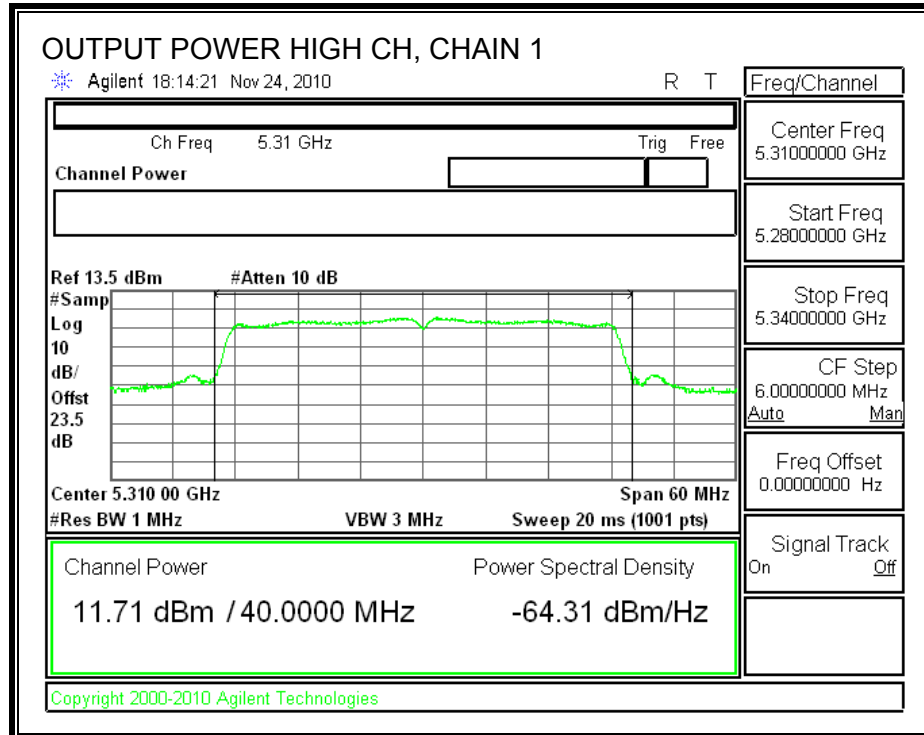 OUTPUT POWER HIGH CH, CHAIN 1
Agilent 18:14:21 Nov 24, 2010 R T
Freq/Channel
Ch Freq 5.31 GHz Trig Free
Channel Power
Center Freq
5.31000000 GHz
Start Freq
5.28000000 GHz
Stop Freq
5.34000000 GHz
CF Step
6.00000000 MHz
Auto Man
Freq Offset
0.00000000 Hz
Signal Track
On Off
Ref 13.5 dBm #Atten 10 dB
#Samp
Log
10
dB/
Offst
23.5
dB
Center 5.310 00 GHz Span 60 MHz
#Res BW 1 MHz VBW 3 MHz Sweep 20 ms (1001 pts)
Channel Power Power Spectral Density
11.71 dBm / 40.0000 MHz -64.31 dBm/Hz
Copyright 2000-2010 Agilent Technologies